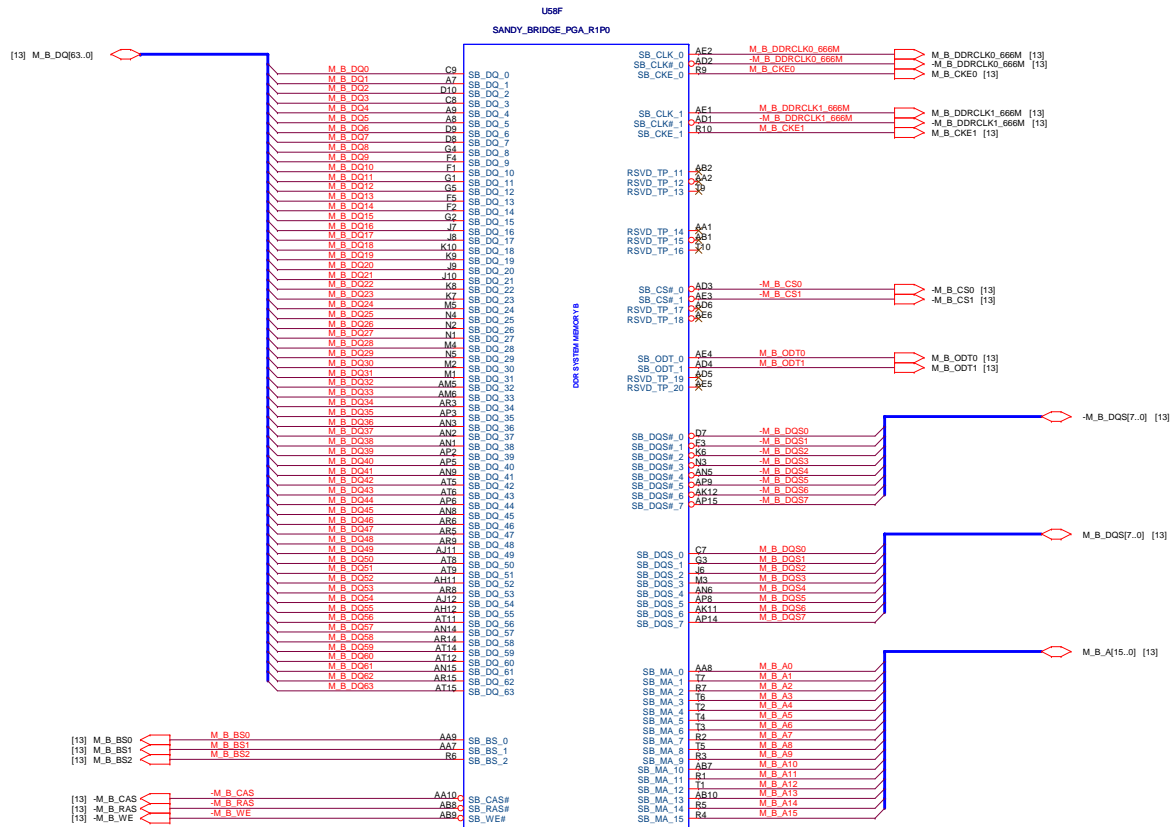 U58F
SANDY_BRIDGE_PGA_R1P0
[13] M_B_DQ[63..0]
M_B_DQ0 C9 SB_DQ_0
M_B_DQ1 A7 SB_DQ_1
M_B_DQ2 D10 SB_DQ_2
M_B_DQ3 C8 SB_DQ_3
M_B_DQ4 A9 SB_DQ_4
M_B_DQ5 A8 SB_DQ_5
M_B_DQ6 D9 SB_DQ_6
M_B_DQ7 D8 SB_DQ_7
M_B_DQ8 G4 SB_DQ_8
M_B_DQ9 F4 SB_DQ_9
M_B_DQ10 F1 SB_DQ_10
M_B_DQ11 G1 SB_DQ_11
M_B_DQ12 G5 SB_DQ_12
M_B_DQ13 F5 SB_DQ_13
M_B_DQ14 F2 SB_DQ_14
M_B_DQ15 G2 SB_DQ_15
M_B_DQ16 J7 SB_DQ_16
M_B_DQ17 J8 SB_DQ_17
M_B_DQ18 K10 SB_DQ_18
M_B_DQ19 K9 SB_DQ_19
M_B_DQ20 J9 SB_DQ_20
M_B_DQ21 J10 SB_DQ_21
M_B_DQ22 K8 SB_DQ_22
M_B_DQ23 K7 SB_DQ_23
M_B_DQ24 M5 SB_DQ_24
M_B_DQ25 N4 SB_DQ_25
M_B_DQ26 N2 SB_DQ_26
M_B_DQ27 N1 SB_DQ_27
M_B_DQ28 M4 SB_DQ_28
M_B_DQ29 N5 SB_DQ_29
M_B_DQ30 M2 SB_DQ_30
M_B_DQ31 M1 SB_DQ_31
M_B_DQ32 AM5 SB_DQ_32
M_B_DQ33 AM6 SB_DQ_33
M_B_DQ34 AR3 SB_DQ_34
M_B_DQ35 AP3 SB_DQ_35
M_B_DQ36 AN3 SB_DQ_36
M_B_DQ37 AN2 SB_DQ_37
M_B_DQ38 AN1 SB_DQ_38
M_B_DQ39 AP2 SB_DQ_39
M_B_DQ40 AP5 SB_DQ_40
M_B_DQ41 AN9 SB_DQ_41
M_B_DQ42 AT5 SB_DQ_42
M_B_DQ43 AT6 SB_DQ_43
M_B_DQ44 AP6 SB_DQ_44
M_B_DQ45 AN8 SB_DQ_45
M_B_DQ46 AR6 SB_DQ_46
M_B_DQ47 AR5 SB_DQ_47
M_B_DQ48 AR9 SB_DQ_48
M_B_DQ49 AJ11 SB_DQ_49
M_B_DQ50 AT8 SB_DQ_50
M_B_DQ51 AT9 SB_DQ_51
M_B_DQ52 AH11 SB_DQ_52
M_B_DQ53 AR8 SB_DQ_53
M_B_DQ54 AJ12 SB_DQ_54
M_B_DQ55 AH12 SB_DQ_55
M_B_DQ56 AT11 SB_DQ_56
M_B_DQ57 AN14 SB_DQ_57
M_B_DQ58 AR14 SB_DQ_58
M_B_DQ59 AT14 SB_DQ_59
M_B_DQ60 AT12 SB_DQ_60
M_B_DQ61 AN15 SB_DQ_61
M_B_DQ62 AR15 SB_DQ_62
M_B_DQ63 AT15 SB_DQ_63
[13] M_B_BS0 M_B_BS0 AA9 SB_BS_0
[13] M_B_BS1 M_B_BS1 AA7 SB_BS_1
[13] M_B_BS2 M_B_BS2 R6 SB_BS_2
[13] -M_B_CAS -M_B_CAS AA10 SB_CAS#
[13] -M_B_RAS -M_B_RAS AB8 SB_RAS#
[13] -M_B_WE -M_B_WE AB9 SB_WE#
DDR SYSTEM MEMORY B
SB_CLK_0 AE2 M_B_DDRCLK0_666M M_B_DDRCLK0_666M [13]
SB_CLK#_0 AD2 -M_B_DDRCLK0_666M -M_B_DDRCLK0_666M [13]
SB_CKE_0 R9 M_B_CKE0 M_B_CKE0 [13]
SB_CLK_1 AE1 M_B_DDRCLK1_666M M_B_DDRCLK1_666M [13]
SB_CLK#_1 AD1 -M_B_DDRCLK1_666M -M_B_DDRCLK1_666M [13]
SB_CKE_1 R10 M_B_CKE1 M_B_CKE1 [13]
RSVD_TP_11 AB2
RSVD_TP_12 AA2
RSVD_TP_13 T9
RSVD_TP_14 AA1
RSVD_TP_15 AB1
RSVD_TP_16 T10
SB_CS#_0 AD3 -M_B_CS0 -M_B_CS0 [13]
SB_CS#_1 AE3 -M_B_CS1 -M_B_CS1 [13]
RSVD_TP_17 AD6
RSVD_TP_18 AE6
SB_ODT_0 AE4 M_B_ODT0 M_B_ODT0 [13]
SB_ODT_1 AD4 M_B_ODT1 M_B_ODT1 [13]
RSVD_TP_19 AD5
RSVD_TP_20 AE5
-M_B_DQS[7..0] [13]
SB_DQS#_0 D7 -M_B_DQS0
SB_DQS#_1 F3 -M_B_DQS1
SB_DQS#_2 K6 -M_B_DQS2
SB_DQS#_3 N3 -M_B_DQS3
SB_DQS#_4 AN5 -M_B_DQS4
SB_DQS#_5 AP9 -M_B_DQS5
SB_DQS#_6 AK12 -M_B_DQS6
SB_DQS#_7 AP15 -M_B_DQS7
M_B_DQS[7..0] [13]
SB_DQS_0 C7 M_B_DQS0
SB_DQS_1 G3 M_B_DQS1
SB_DQS_2 J6 M_B_DQS2
SB_DQS_3 M3 M_B_DQS3
SB_DQS_4 AN6 M_B_DQS4
SB_DQS_5 AP8 M_B_DQS5
SB_DQS_6 AK11 M_B_DQS6
SB_DQS_7 AP14 M_B_DQS7
M_B_A[15..0] [13]
SB_MA_0 AA8 M_B_A0
SB_MA_1 T7 M_B_A1
SB_MA_2 R7 M_B_A2
SB_MA_3 T6 M_B_A3
SB_MA_4 T2 M_B_A4
SB_MA_5 T4 M_B_A5
SB_MA_6 T3 M_B_A6
SB_MA_7 R2 M_B_A7
SB_MA_8 T5 M_B_A8
SB_MA_9 R3 M_B_A9
SB_MA_10 AB7 M_B_A10
SB_MA_11 R1 M_B_A11
SB_MA_12 T1 M_B_A12
SB_MA_13 AB10 M_B_A13
SB_MA_14 R5 M_B_A14
SB_MA_15 R4 M_B_A15